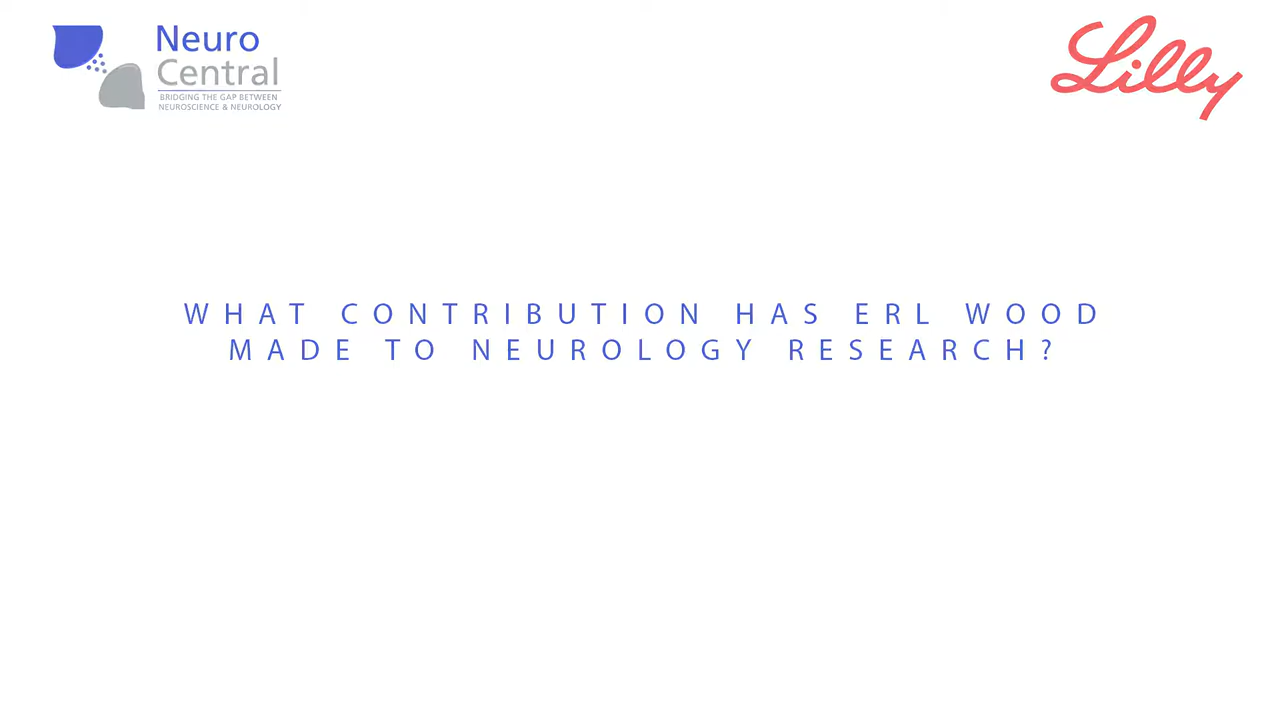 Neuro
Central
BRIDGING THE GAP BETWEEN
NEUROSCIENCE & NEUROLOGY
Lilly
WHAT CONTRIBUTION HAS ERL WOOD
MADE TO NEUROLOGY RESEARCH?